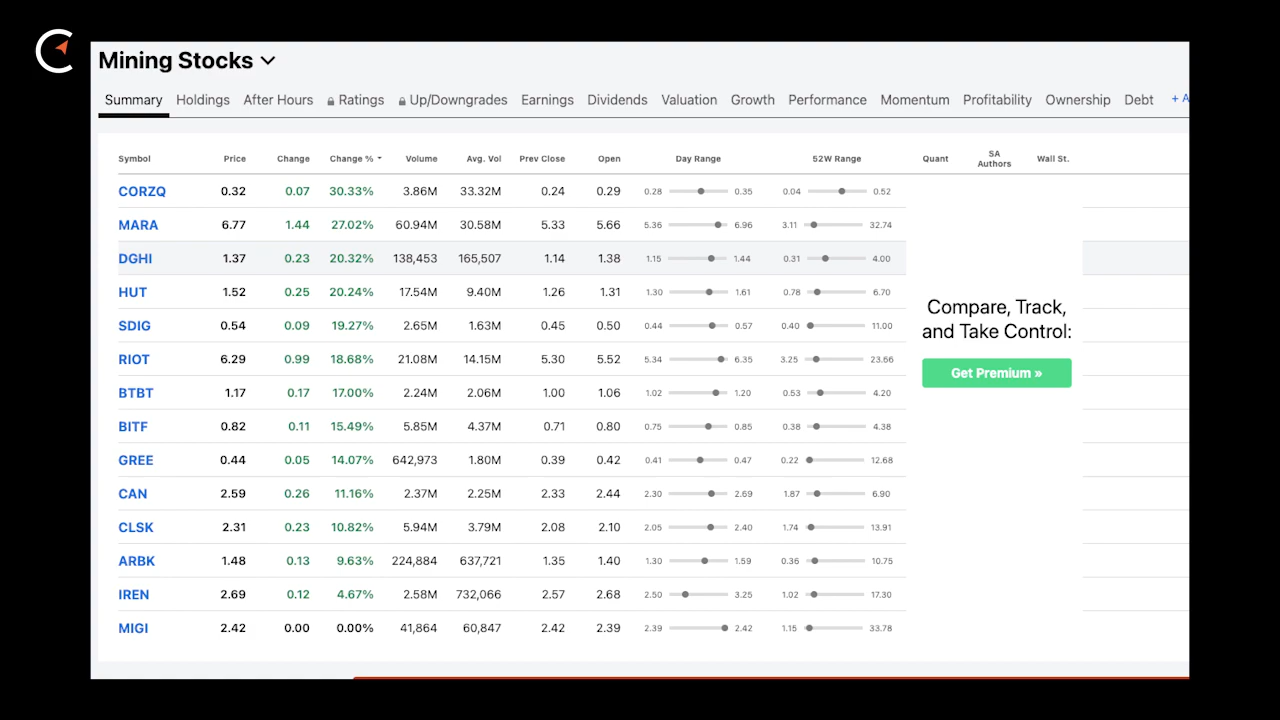 Mining Stocks
Summary Holdings After Hours Ratings Up/Downgrades Earnings Dividends Valuation Growth Performance Momentum Profitability Ownership Debt + A
Symbol Price Change Change % Volume Avg. Vol Prev Close Open Day Range 52W Range Quant SA Authors Wall St.
CORZQ 0.32 0.07 30.33% 3.86M 33.32M 0.24 0.29 0.28 0.35 0.04 0.52
MARA 6.77 1.44 27.02% 60.94M 30.58M 5.33 5.66 5.36 6.96 3.11 32.74
DGHI 1.37 0.23 20.32% 138,453 165,507 1.14 1.38 1.15 1.44 0.31 4.00
HUT 1.52 0.25 20.24% 17.54M 9.40M 1.26 1.31 1.30 1.61 0.78 6.70
SDIG 0.54 0.09 19.27% 2.65M 1.63M 0.45 0.50 0.44 0.57 0.40 11.00
RIOT 6.29 0.99 18.68% 21.08M 14.15M 5.30 5.52 5.34 6.35 3.25 23.66
BTBT 1.17 0.17 17.00% 2.24M 2.06M 1.00 1.06 1.02 1.20 0.53 4.20
BITF 0.82 0.11 15.49% 5.85M 4.37M 0.71 0.80 0.75 0.85 0.38 4.38
GREE 0.44 0.05 14.07% 642,973 1.80M 0.39 0.42 0.41 0.47 0.22 12.68
CAN 2.59 0.26 11.16% 2.37M 2.25M 2.33 2.44 2.30 2.69 1.87 6.90
CLSK 2.31 0.23 10.82% 5.94M 3.79M 2.08 2.10 2.05 2.40 1.74 13.91
ARBK 1.48 0.13 9.63% 224,884 637,721 1.35 1.40 1.30 1.59 0.36 10.75
IREN 2.69 0.12 4.67% 2.58M 732,066 2.57 2.68 2.50 3.25 1.02 17.30
MIGI 2.42 0.00 0.00% 41,864 60,847 2.42 2.39 2.39 2.42 1.15 33.78
Compare, Track,
and Take Control:
Get Premium »